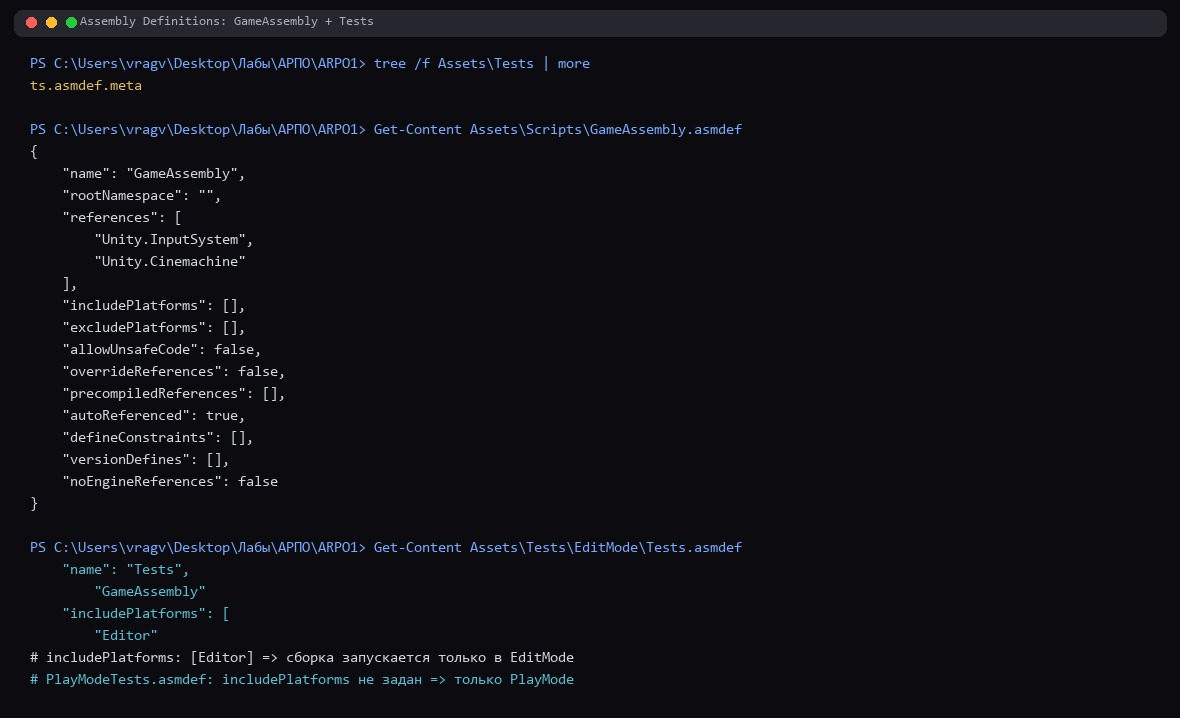 Assembly Definitions: GameAssembly + Tests
PS C:\Users\vragv\Desktop\Лабы\АРПО\ARPO1> tree /f Assets\Tests | more
ts.asmdef.meta
PS C:\Users\vragv\Desktop\Лабы\АРПО\ARPO1> Get-Content Assets\Scripts\GameAssembly.asmdef
{
    "name": "GameAssembly",
    "rootNamespace": "",
    "references": [
        "Unity.InputSystem",
        "Unity.Cinemachine"
    ],
    "includePlatforms": [],
    "excludePlatforms": [],
    "allowUnsafeCode": false,
    "overrideReferences": false,
    "precompiledReferences": [],
    "autoReferenced": true,
    "defineConstraints": [],
    "versionDefines": [],
    "noEngineReferences": false
}
PS C:\Users\vragv\Desktop\Лабы\АРПО\ARPO1> Get-Content Assets\Tests\EditMode\Tests.asmdef
    "name": "Tests",
        "GameAssembly"
    "includePlatforms": [
        "Editor"
# includePlatforms: [Editor] => сборка запускается только в EditMode
# PlayModeTests.asmdef: includePlatforms не задан => только PlayMode